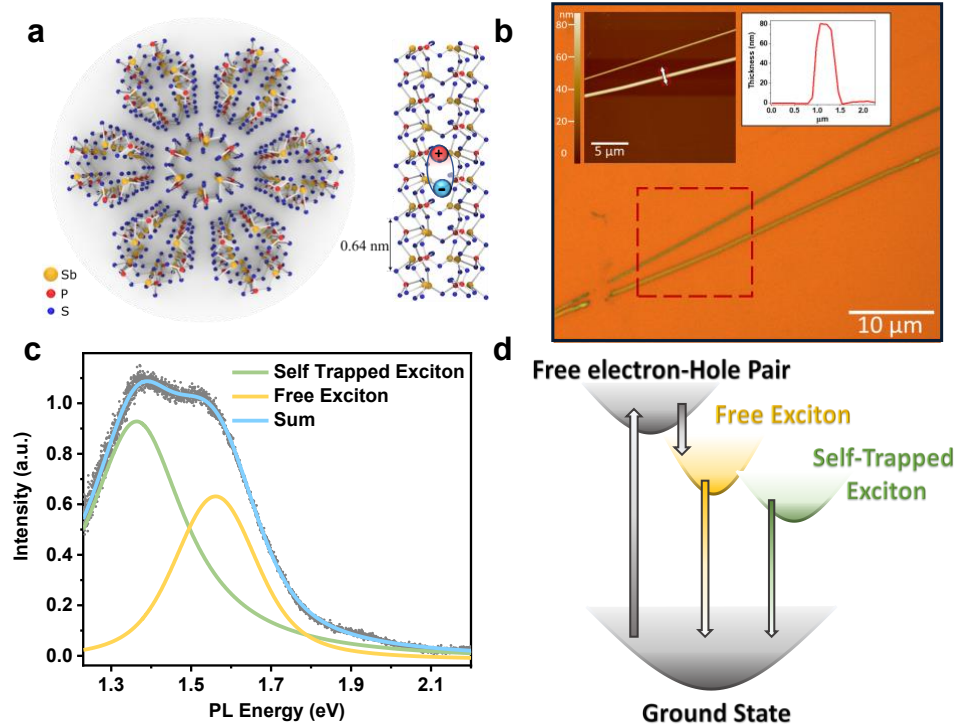 a
Sb
P
S
0.64 nm
+
-
b
nm
80
60
40
20
0
5 μm
Thickness (nm)
80
60
40
20
0
0.0 0.5 1.0 1.5 2.0
μm
10 μm
c
Self Trapped Exciton
Free Exciton
Sum
Intensity (a.u.)
1.0
0.8
0.6
0.4
0.2
0.0
1.3 1.5 1.7 1.9 2.1
PL Energy (eV)
d
Free electron-Hole Pair
Free Exciton
Self-Trapped
Exciton
Ground State